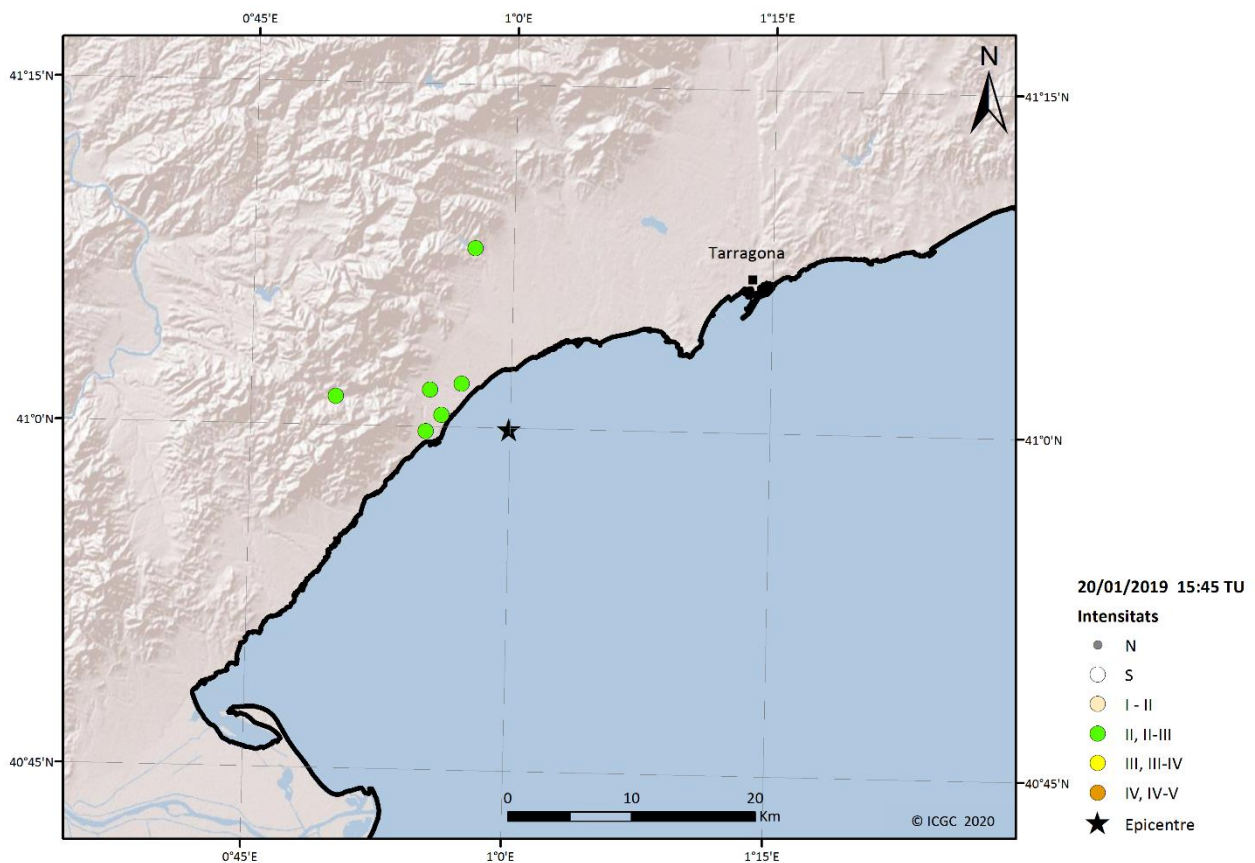 0°45'E 1°0'E 1°15'E
41°15'N
N
41°15'N
Tarragona
41°0'N
41°0'N
40°45'N
40°45'N
0 10 20
Km
© ICGC 2020
0°45'E 1°0'E 1°15'E
20/01/2019 15:45 TU
Intensitats
N
S
I - II
II, II-III
III, III-IV
IV, IV-V
Epicentre